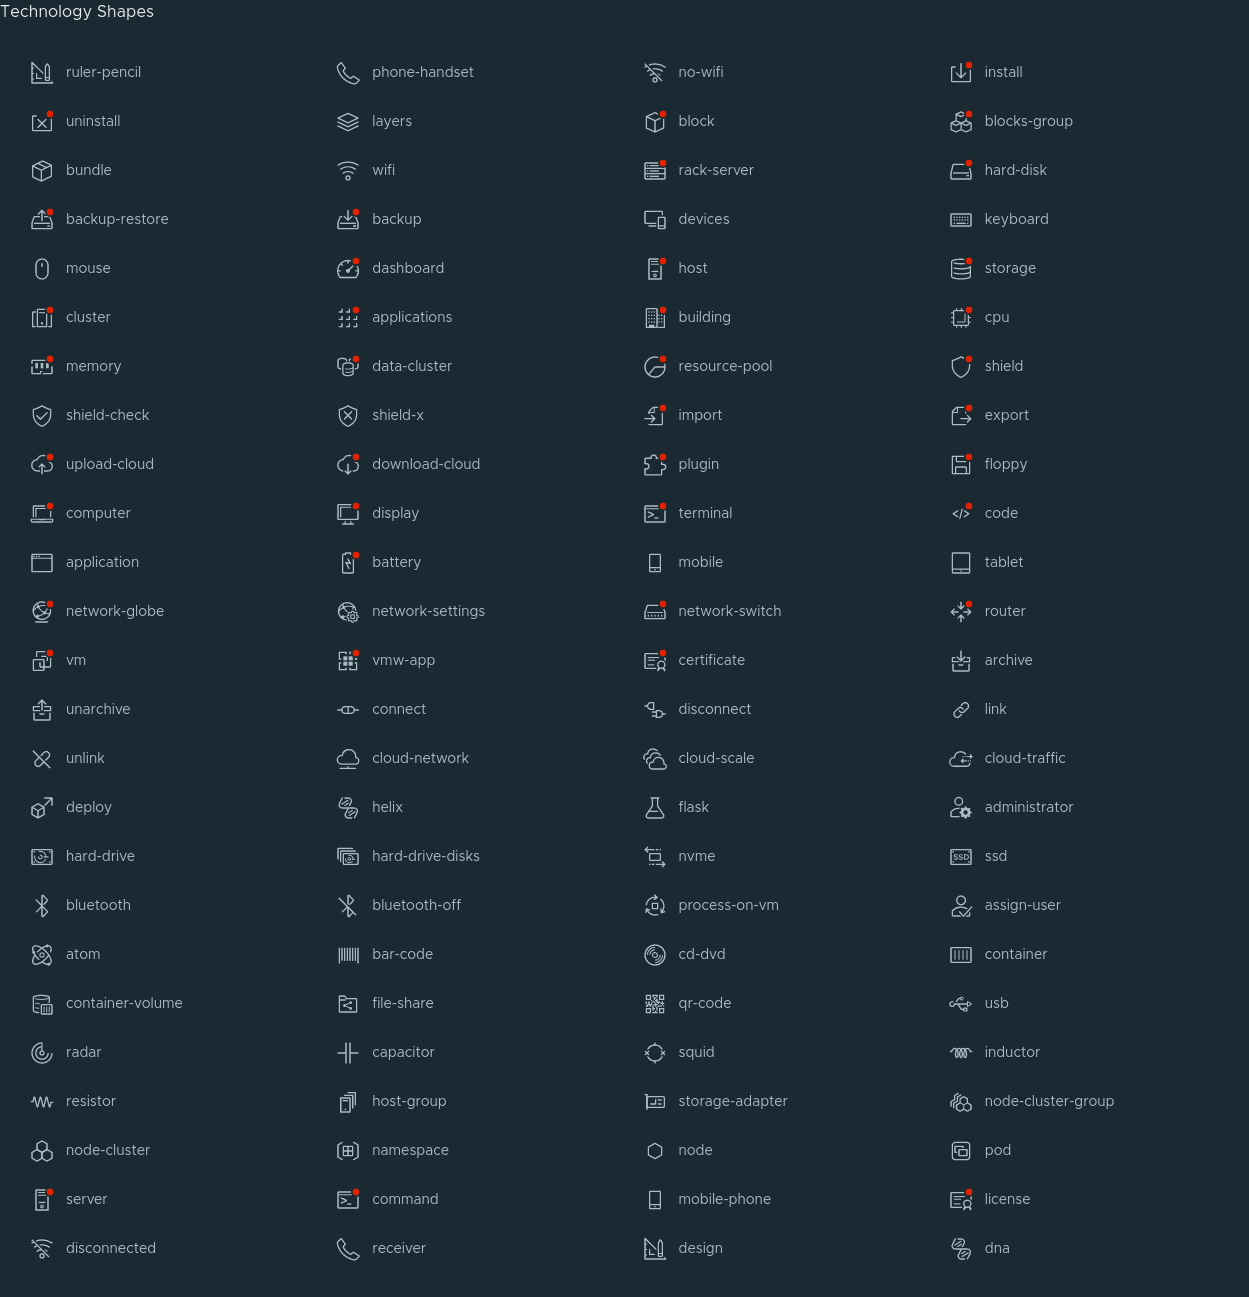 Technology Shapes
ruler-pencil phone-handset no-wifi install
uninstall layers block blocks-group
bundle wifi rack-server hard-disk
backup-restore backup devices keyboard
mouse dashboard host storage
cluster applications building cpu
memory data-cluster resource-pool shield
shield-check shield-x import export
upload-cloud download-cloud plugin floppy
computer display terminal code
application battery mobile tablet
network-globe network-settings network-switch router
vm vmw-app certificate archive
unarchive connect disconnect link
unlink cloud-network cloud-scale cloud-traffic
deploy helix flask administrator
hard-drive hard-drive-disks nvme SSD ssd
bluetooth bluetooth-off process-on-vm assign-user
atom bar-code cd-dvd container
container-volume file-share qr-code usb
radar capacitor squid inductor
resistor host-group storage-adapter node-cluster-group
node-cluster namespace node pod
server command mobile-phone license
disconnected receiver design dna